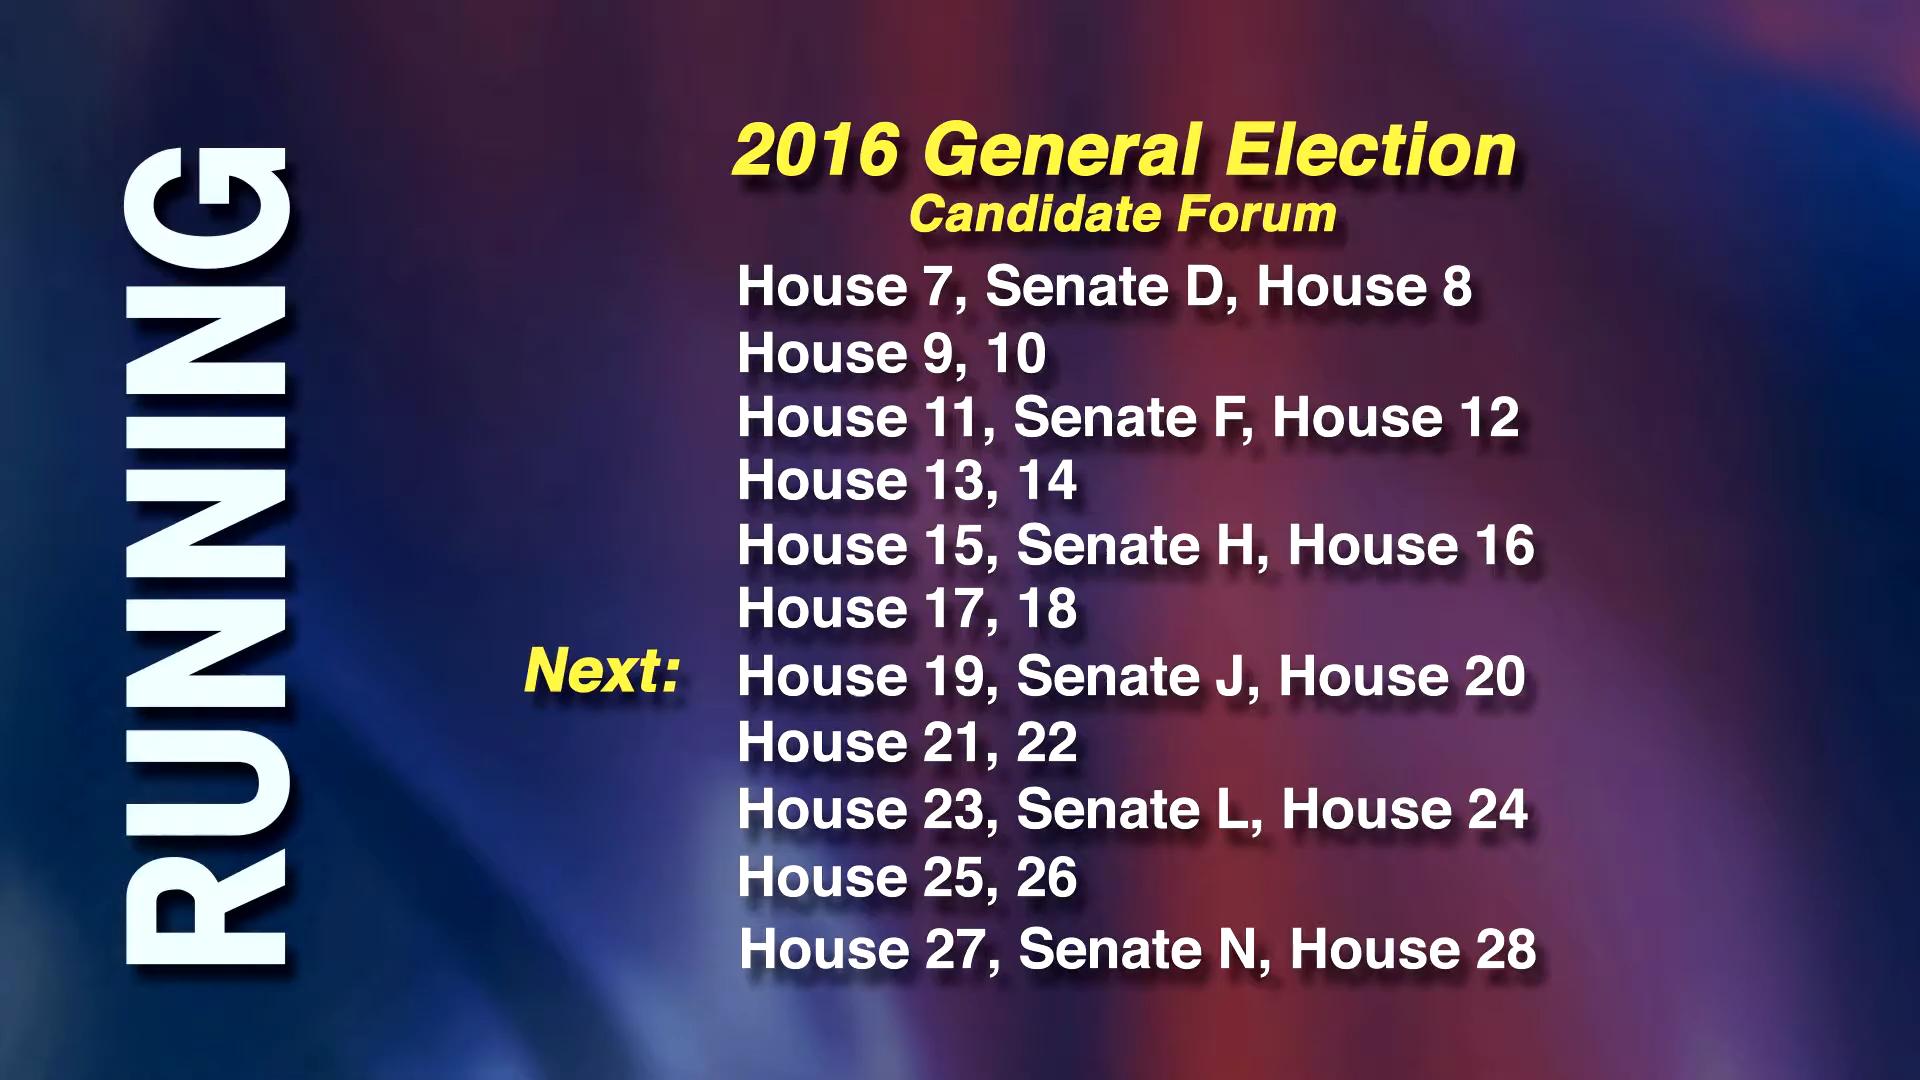 RUNNING
2016 General Election
Candidate Forum
House 7, Senate D, House 8
House 9, 10
House 11, Senate F, House 12
House 13, 14
House 15, Senate H, House 16
House 17, 18
Next: House 19, Senate J, House 20
House 21, 22
House 23, Senate L, House 24
House 25, 26
House 27, Senate N, House 28